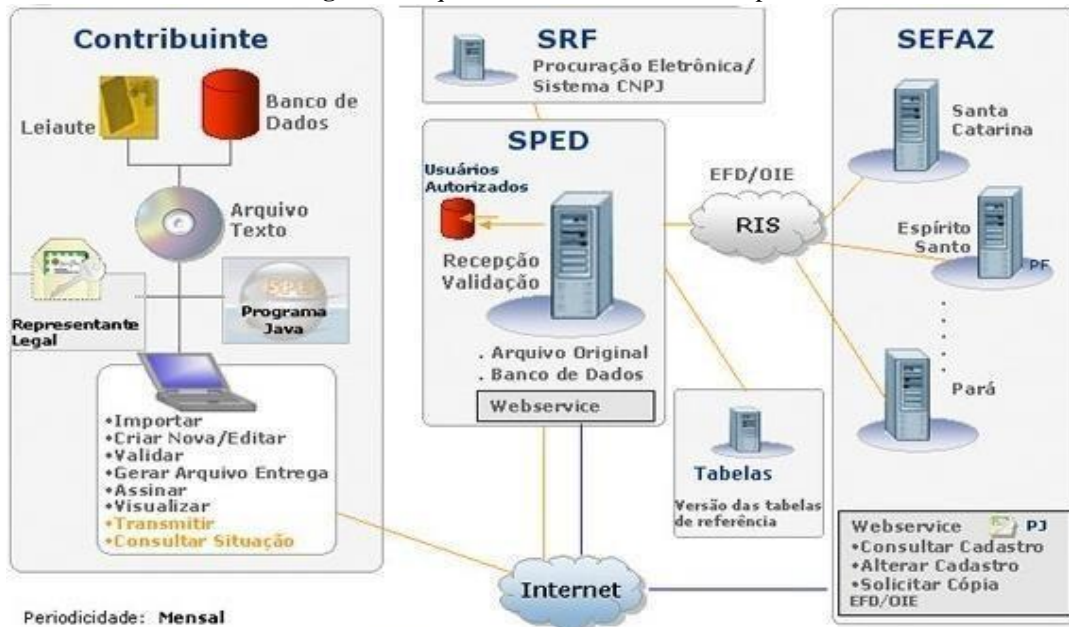 Contribuinte
Leiaute
Banco de
Dados
Arquivo
Texto
Representante
Legal
Programa
Java
•Importar
•Criar Nova/Editar
•Validar
•Gerar Arquivo Entrega
•Assinar
•Visualizar
•Transmitir
•Consultar Situação
Periodicidade: Mensal
SRF
Procuração Eletrônica/
Sistema CNPJ
SPED
Usuários
Autorizados
Recepção
Validação
. Arquivo Original
. Banco de Dados
Webservice
EFD/OIE
RIS
Tabelas
Versão das tabelas
de referência
Internet
SEFAZ
Santa
Catarina
Espírito
Santo
PF
Pará
Webservice PJ
•Consultar Cadastro
•Alterar Cadastro
•Solicitar Cópia
EFD/OIE